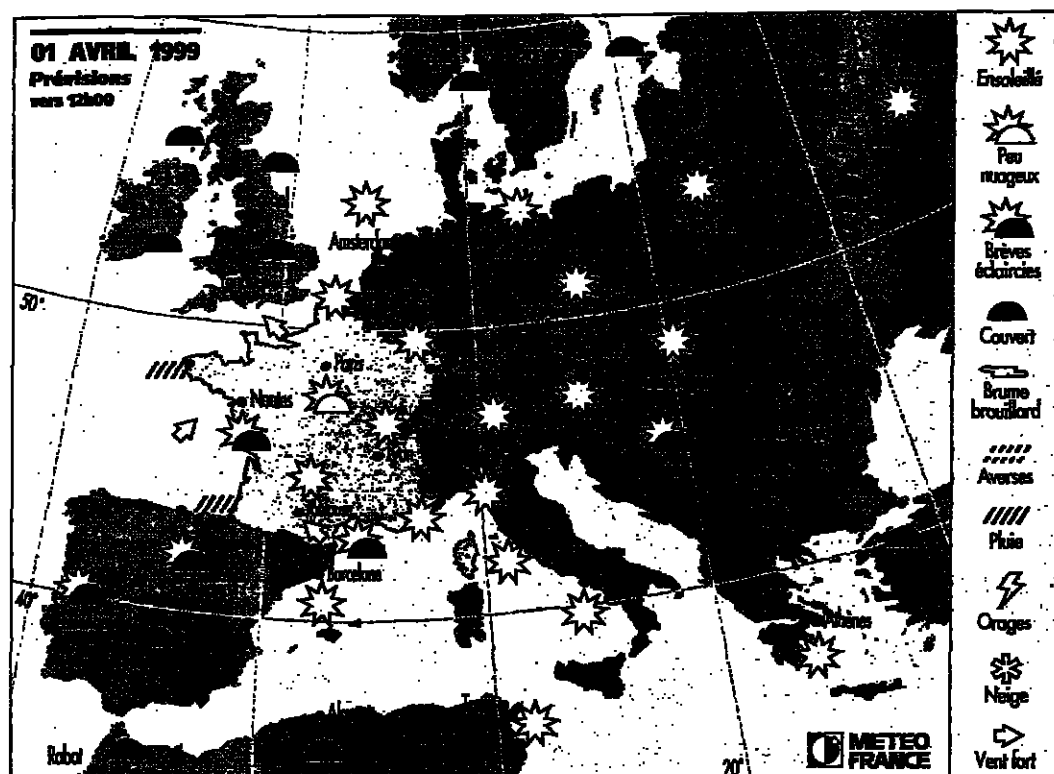 01 AVRIL 1999
Prévisions
vers 12h00
Amsterdam
50°
Paris
Nantes
Barcelone
40°
Athènes
Rabat
20°
METEO
FRANCE
Ensoleillé
Peu
nuageux
Brèves
éclaircies
Couvert
Brume
brouillard
Averses
Pluie
Orages
Neige
Vent fort